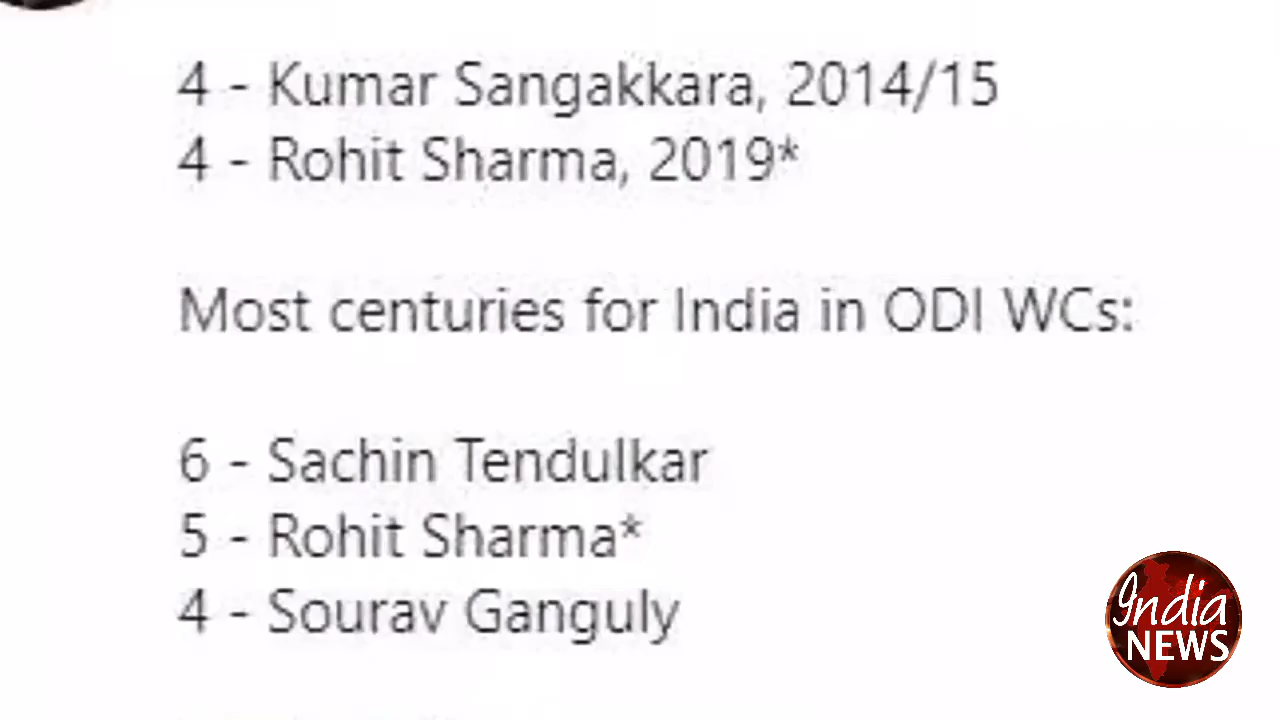 4 - Kumar Sangakkara, 2014/15
4 - Rohit Sharma, 2019*
Most centuries for India in ODI WCs:
6 - Sachin Tendulkar
5 - Rohit Sharma*
4 - Sourav Ganguly
India
NEWS